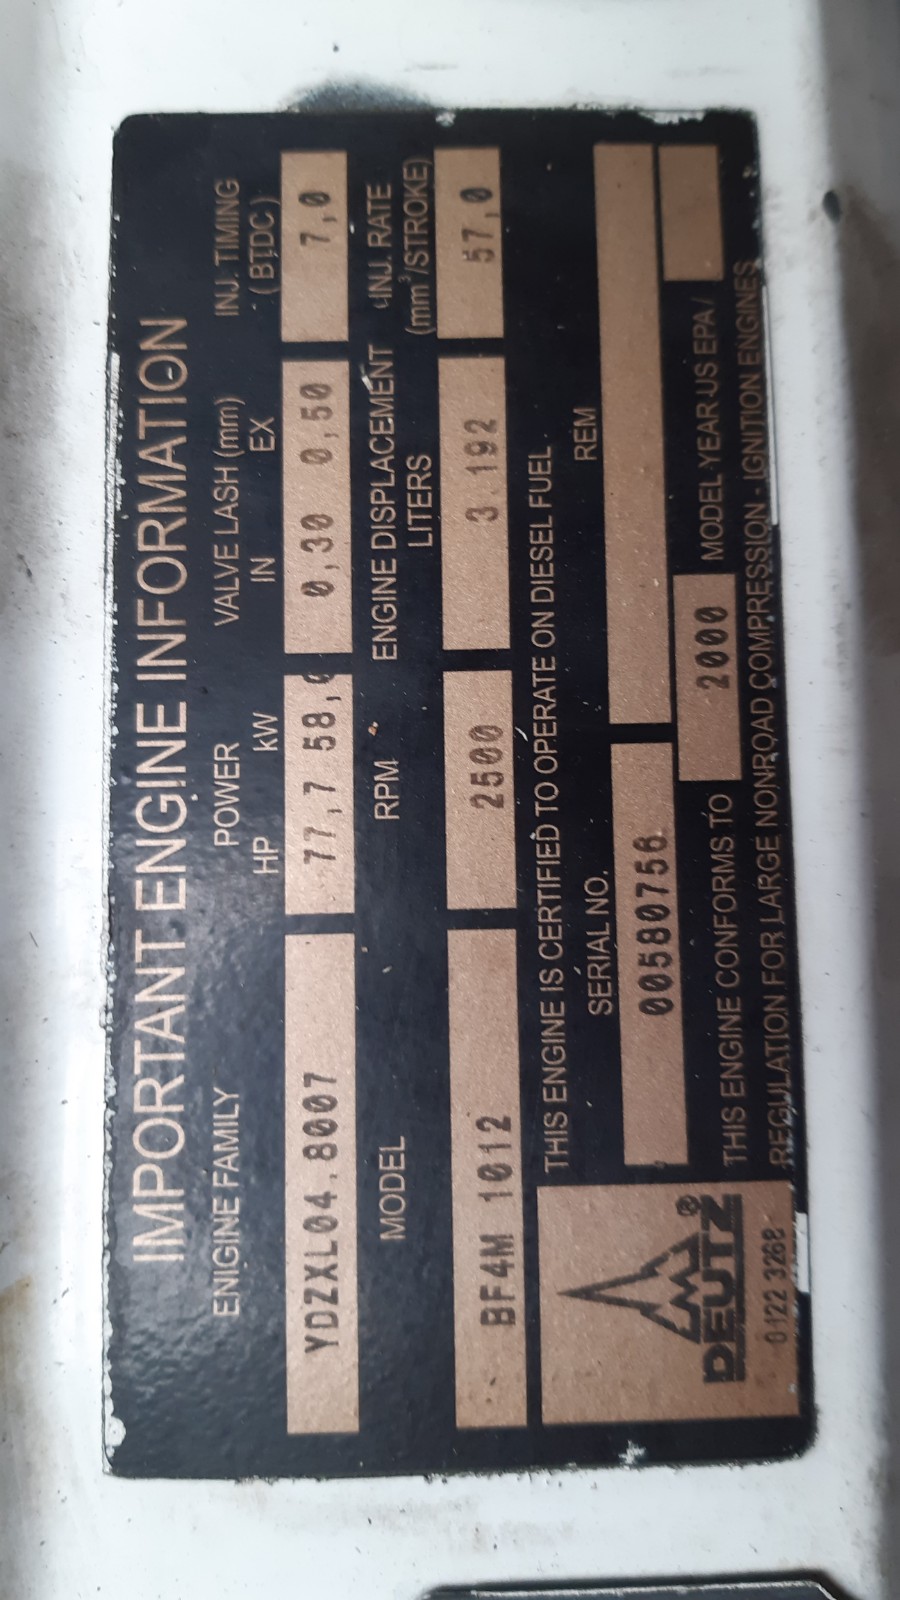 IMPORTANT ENGINE INFORMATION
ENIGINE FAMILY
YDZXL04.8007
POWER
HP kW
77,7 58,0
VALVE LASH (mm)
IN EX
0,30 0,50
INJ. TIMING
(BTDC)
7,0
MODEL
BF4M 1012
RPM
2500
ENGINE DISPLACEMENT
LITERS
3.192
INJ. RATE
(mm³/STROKE)
57,0
THIS ENGINE IS CERTIFIED TO OPERATE ON DIESEL FUEL
SERIAL NO.
00580756
REM
THIS ENGINE CONFORMS TO 2000 MODEL-YEAR-US EPA/
REGULATION FOR LARGE NONROAD COMPRESSION - IGNITION ENGINES
DEUTZ®
0122 3268